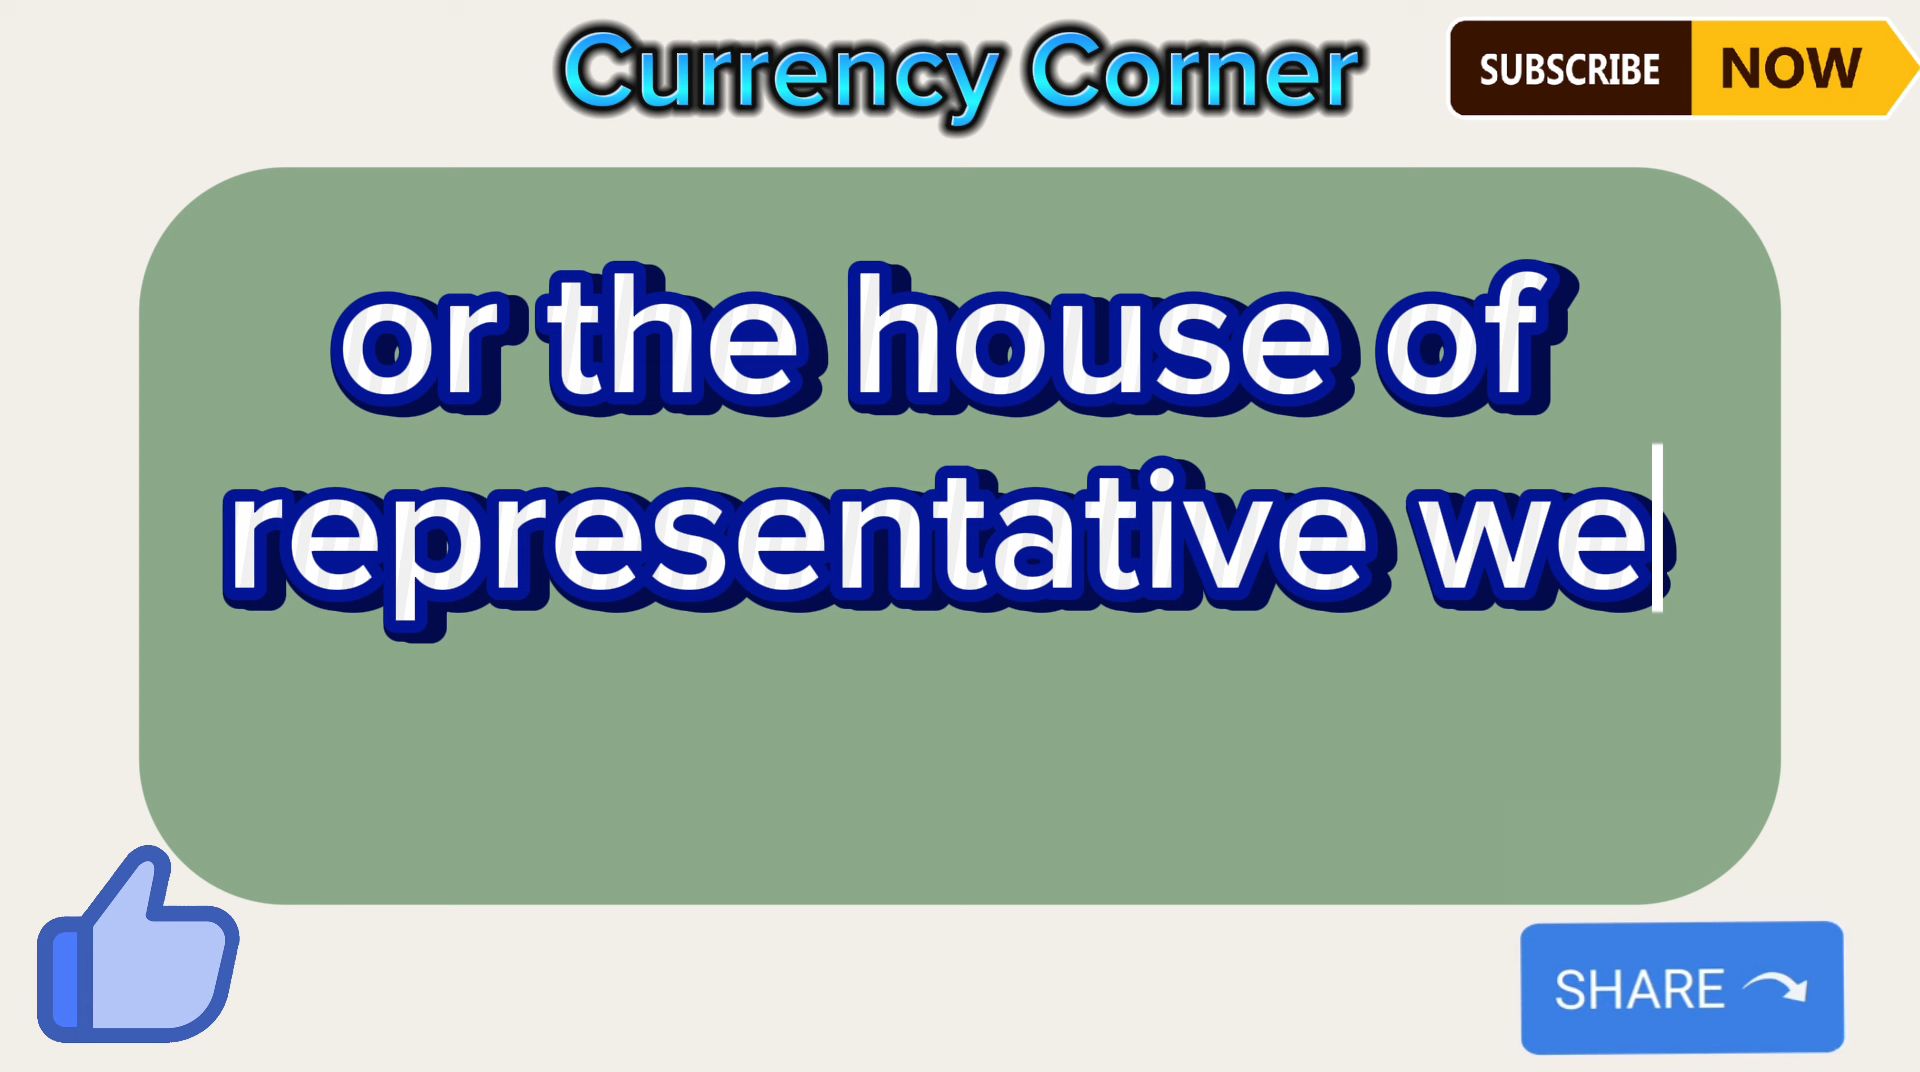 Currency Corner
SUBSCRIBE NOW
or the house of
representative we
SHARE